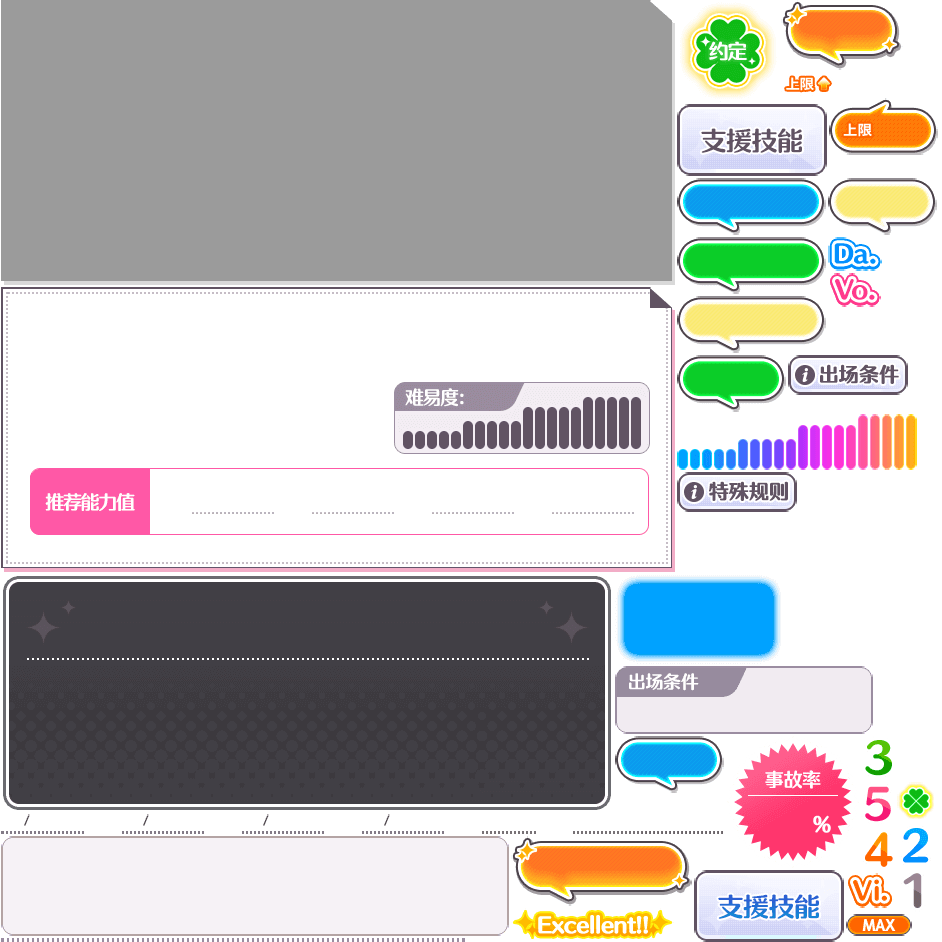 约定
上限
支援技能
上限
Da.
Vo.
难易度:
i 出场条件
推荐能力值
i 特殊规则
出场条件
事故率
%
3
5
4
2
/ / / /
支援技能
Vi.
1
Excellent!!
MAX